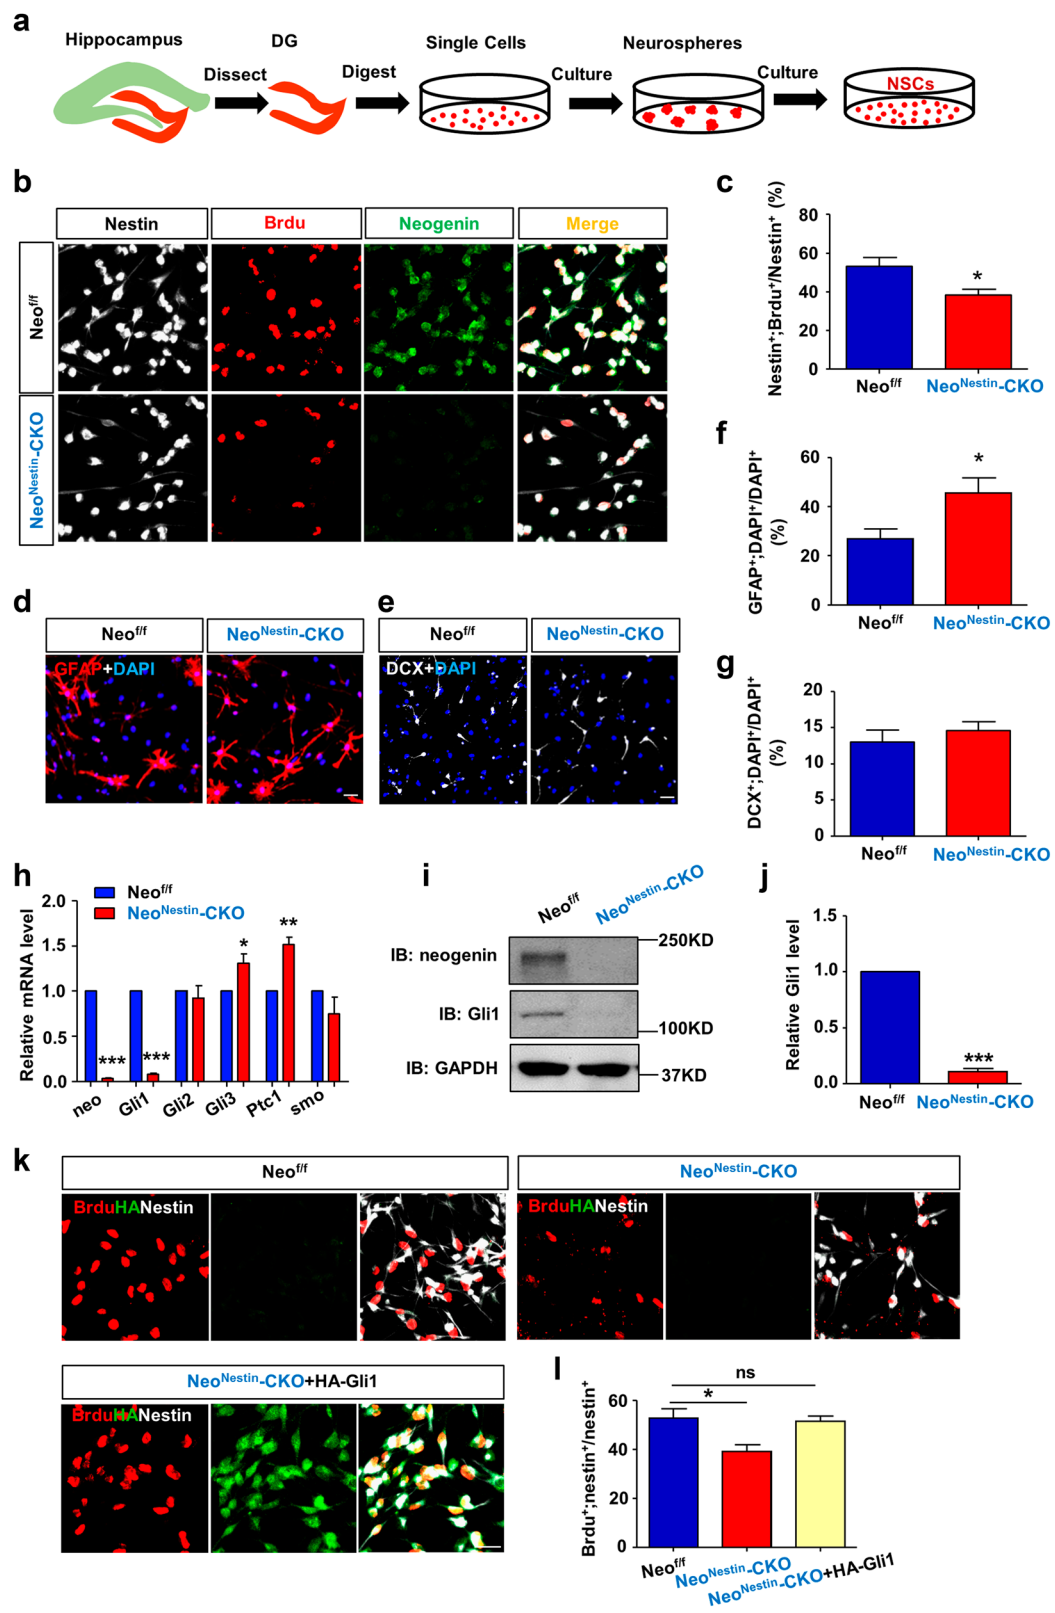 a
Hippocampus
DG
Single Cells
Neurospheres
Dissect
Digest
Culture
Culture
NSCs
b
Nestin
Brdu
Neogenin
Merge
Neof/f
NeoNestin-CKO
c
Nestin+;Brdu+/Nestin+ (%)
80
60
40
20
0
*
Neof/f
NeoNestin-CKO
f
GFAP+;DAPI+/DAPI+
(%)
60
40
20
0
*
Neof/f
NeoNestin-CKO
d
Neof/f
NeoNestin-CKO
GFAP+DAPI
e
Neof/f
NeoNestin-CKO
DCX+DAPI
g
DCX+;DAPI+/DAPI+
(%)
20
15
10
5
0
Neof/f
NeoNestin-CKO
h
Neof/f
NeoNestin-CKO
Relative mRNA level
2.0
1.5
1.0
0.5
0.0
***
***
*
**
neo
Gli1
Gli2
Gli3
Ptc1
smo
i
Neof/f
NeoNestin-CKO
IB: neogenin
250KD
IB: Gli1
100KD
IB: GAPDH
37KD
j
Relative Gli1 level
1.5
1.0
0.5
0.0
***
Neof/f
NeoNestin-CKO
k
Neof/f
BrduHANestin
NeoNestin-CKO
BrduHANestin
NeoNestin-CKO+HA-Gli1
BrduHANestin
l
Brdu+;nestin+/nestin+
60
40
20
0
ns
*
Neof/f
NeoNestin-CKO
NeoNestin-CKO+HA-Gli1